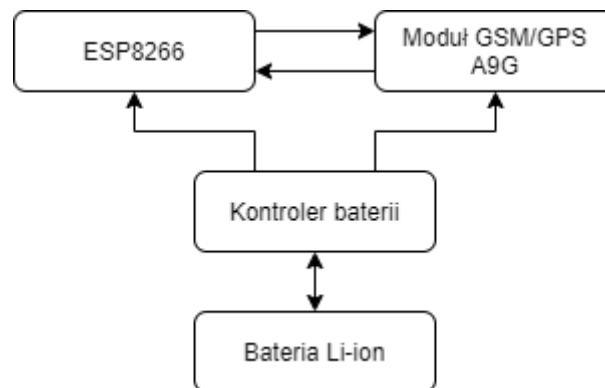 ESP8266
Moduł GSM/GPS
A9G
Kontroler baterii
Bateria Li-ion